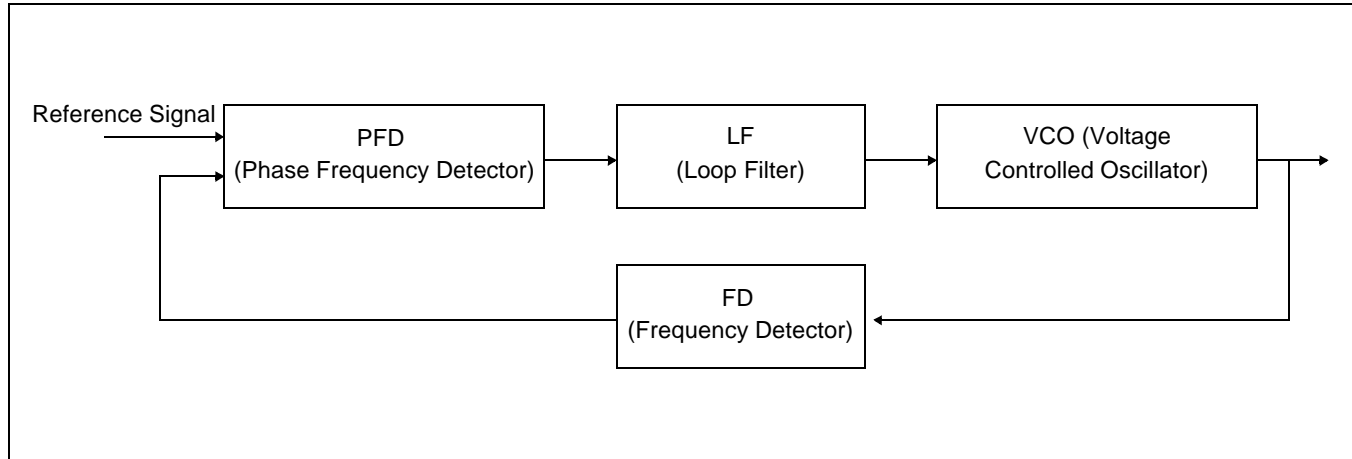 Reference Signal
PFD
(Phase Frequency Detector)
LF
(Loop Filter)
VCO (Voltage
Controlled Oscillator)
FD
(Frequency Detector)